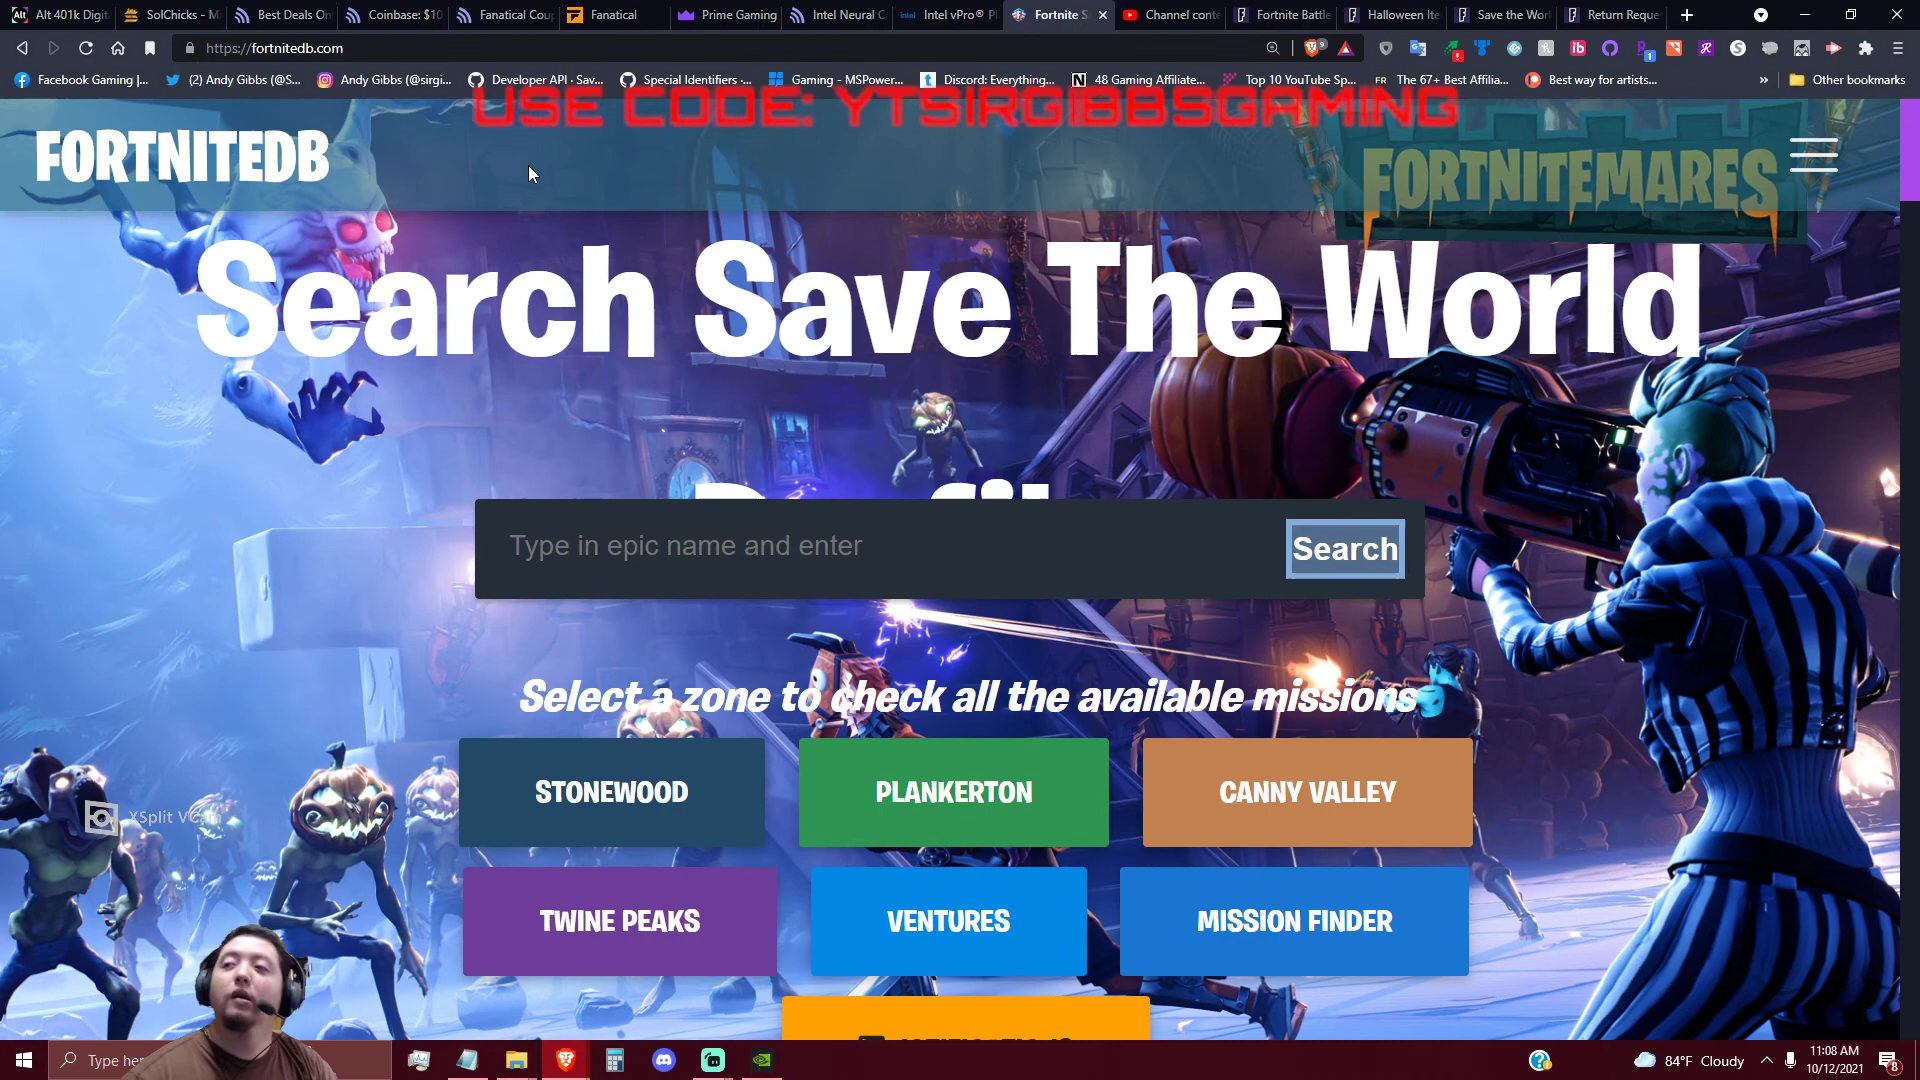 Alt 401k Digit
SolChicks - M
Best Deals On
Coinbase: $10
Fanatical Cou
Fanatical
Prime Gaming
Intel Neural C
Intel vPro® Pl
Fortnite S
Channel conte
Fortnite Battle
Halloween Ite
Save the Worl
Return Reque
https://fortnitedb.com
Facebook Gaming |...
(2) Andy Gibbs (@S...
Andy Gibbs (@sirgi...
Developer API · Sav...
Special Identifiers ·...
Gaming - MSPower...
Discord: Everything...
48 Gaming Affiliate...
Top 10 YouTube Sp...
The 67+ Best Affilia...
Best way for artists...
Other bookmarks
USE CODE: YTSIRGIBBSGAMING
FORTNITEDB
FORTNITEMARES
Search Save The World
Type in epic name and enter
Search
Select a zone to check all the available missions
STONEWOOD
PLANKERTON
CANNY VALLEY
XSplit VCam
TWINE PEAKS
VENTURES
MISSION FINDER
Type her
84°F Cloudy
11:08 AM
10/12/2021
8